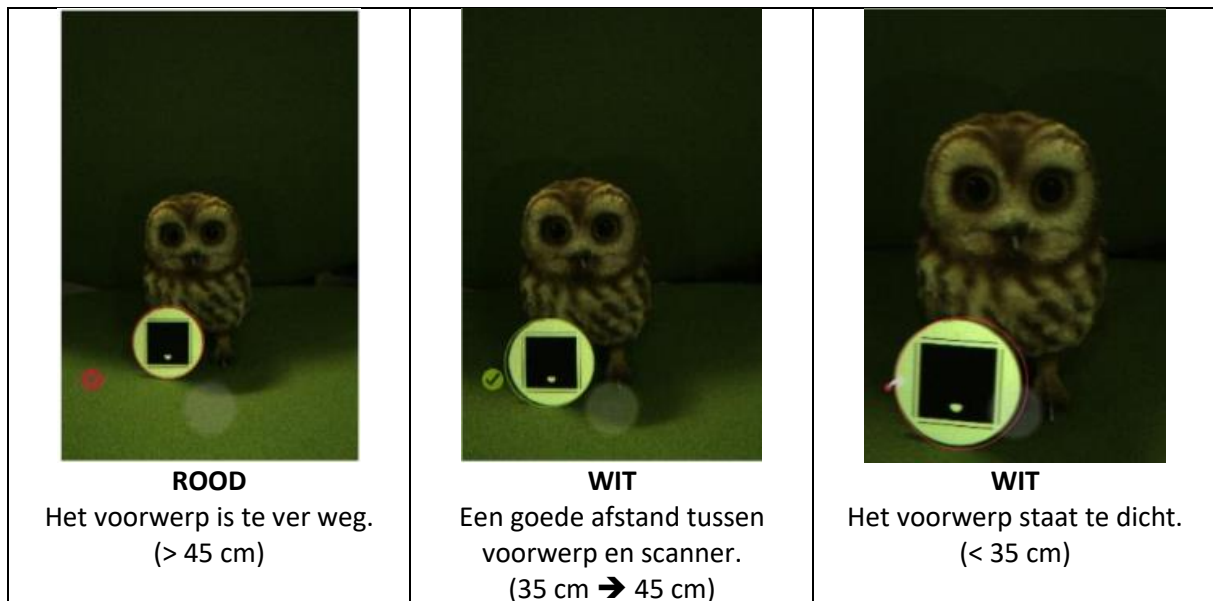 ROOD
Het voorwerp is te ver weg.
(> 45 cm)
WIT
Een goede afstand tussen
voorwerp en scanner.
(35 cm ➔ 45 cm)
WIT
Het voorwerp staat te dicht.
(< 35 cm)